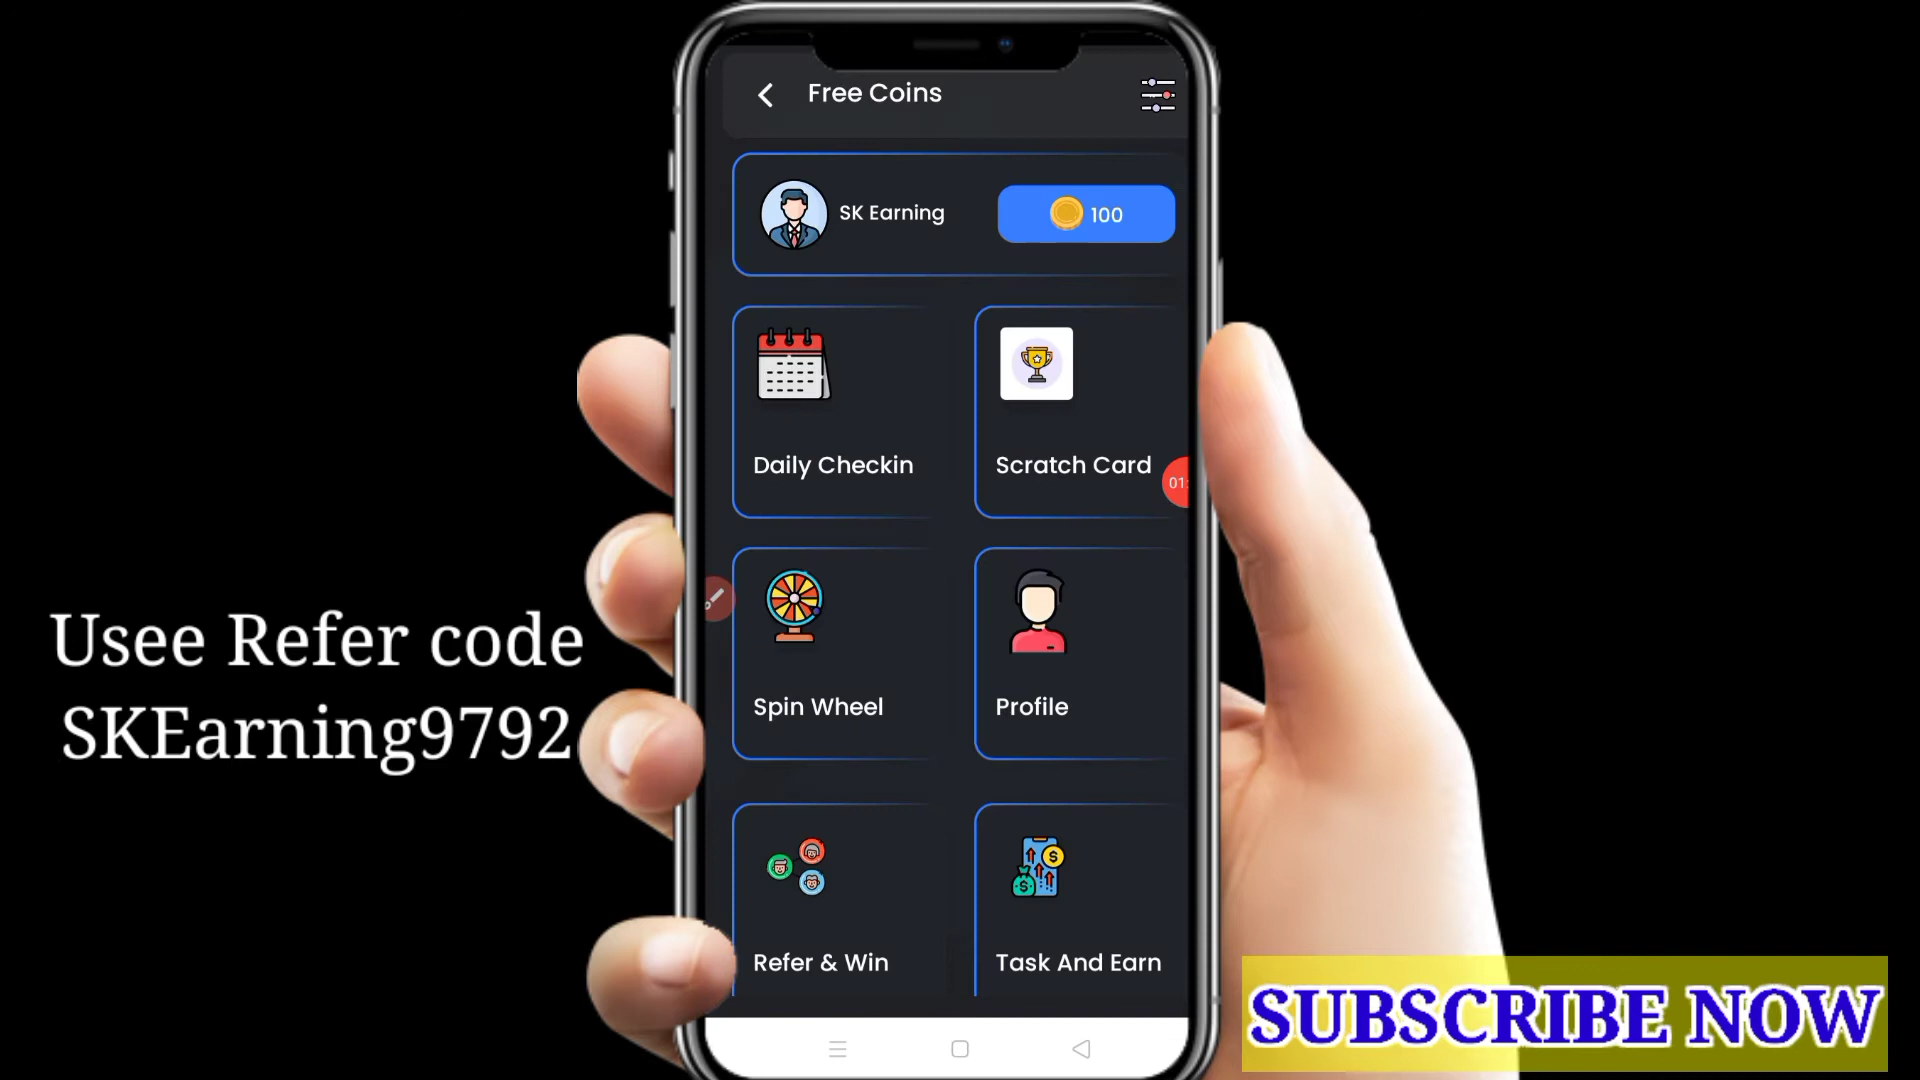 Free Coins
SK Earning
100
Daily Checkin
Scratch Card
01:
Spin Wheel
Profile
Usee Refer code
SKEarning9792
Refer & Win
Task And Earn
SUBSCRIBE NOW